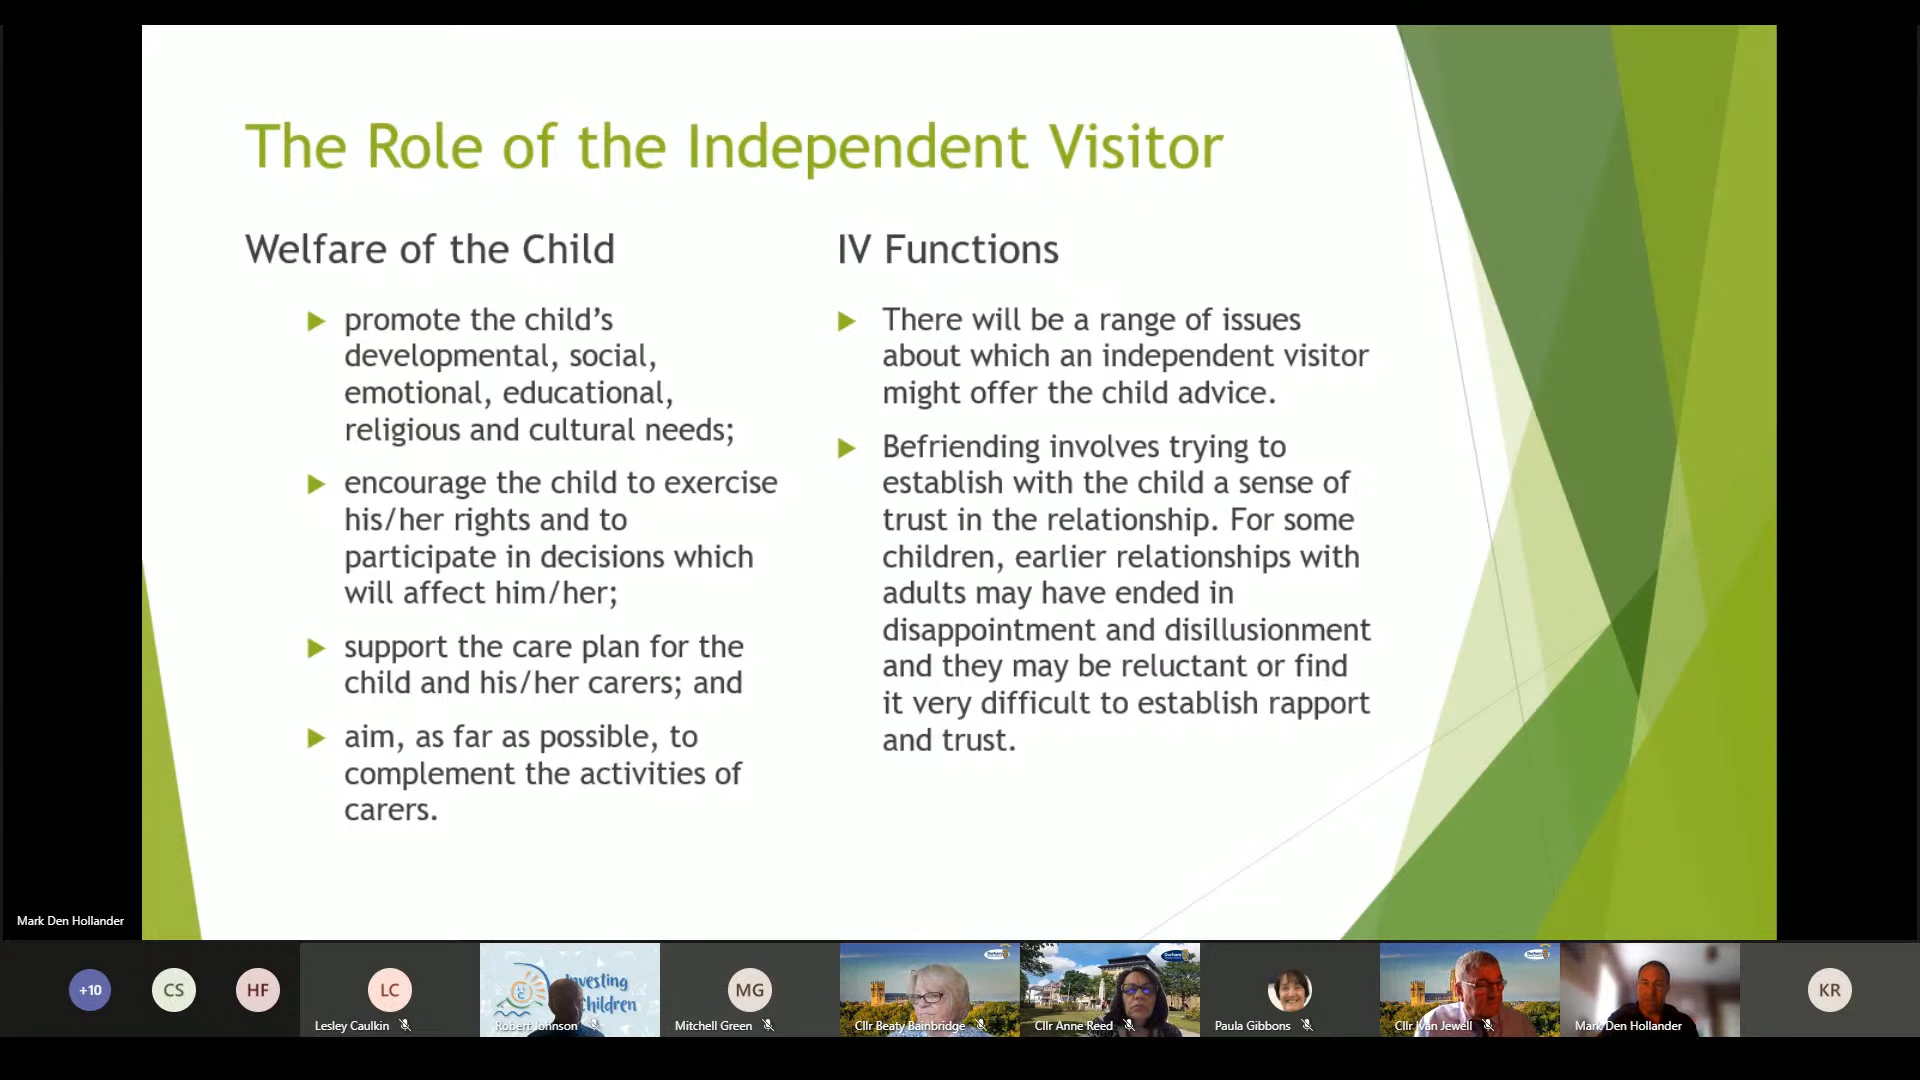 The Role of the Independent Visitor
Welfare of the Child
promote the child’s
developmental, social,
emotional, educational,
religious and cultural needs;
encourage the child to exercise
his/her rights and to
participate in decisions which
will affect him/her;
support the care plan for the
child and his/her carers; and
aim, as far as possible, to
complement the activities of
carers.
IV Functions
There will be a range of issues
about which an independent visitor
might offer the child advice.
Befriending involves trying to
establish with the child a sense of
trust in the relationship. For some
children, earlier relationships with
adults may have ended in
disappointment and disillusionment
and they may be reluctant or find
it very difficult to establish rapport
and trust.
Mark Den Hollander
+10
CS
HF
LC
Lesley Caulkin
Investing
Children
Robert Johnson
MG
Mitchell Green
Cllr Beaty Bainbridge
Durham
Cllr Anne Reed
Paula Gibbons
Durham
Cllr Ivan Jewell
Mark Den Hollander
KR